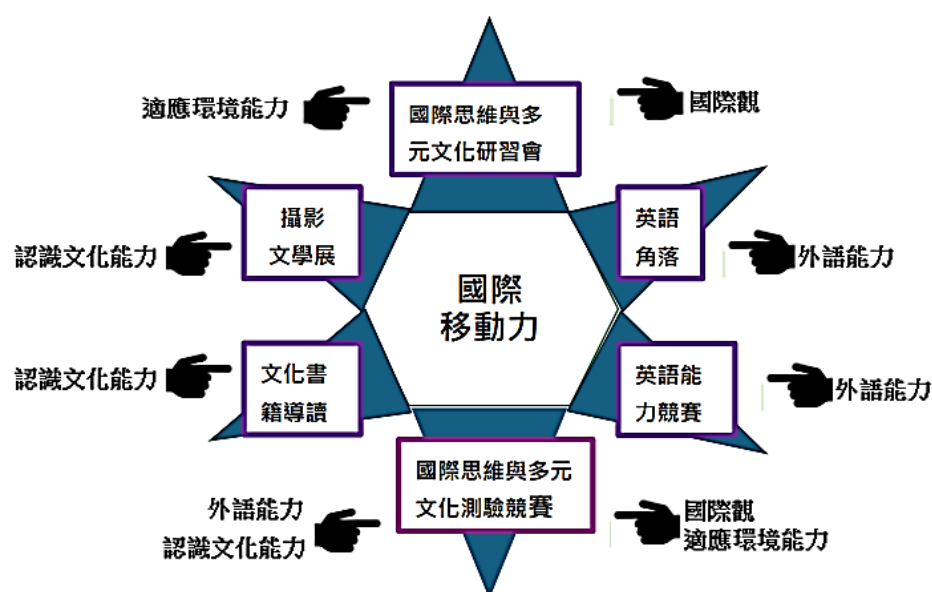 適應環境能力
國際思維與多
元文化研習會
國際觀
攝影
文學展
認識文化能力
英語
角落
外語能力
國際
移動力
認識文化能力
文化書
籍導讀
英語能
力競賽
外語能力
國際思維與多元
文化測驗競賽
外語能力
認識文化能力
國際觀
適應環境能力